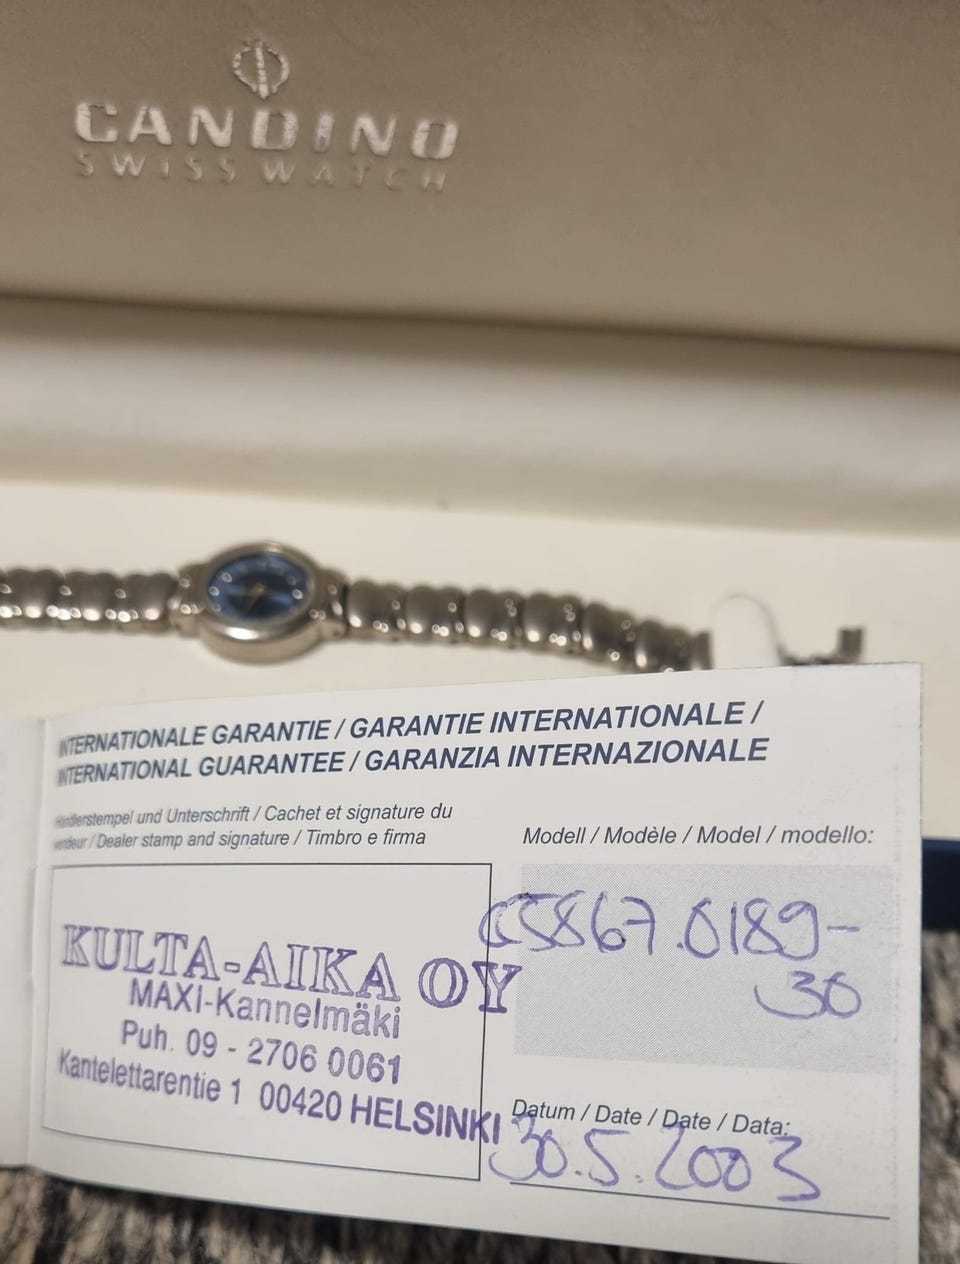 CANDINO
SWISS WATCH
INTERNATIONALE GARANTIE / GARANTIE INTERNATIONALE /
INTERNATIONAL GUARANTEE / GARANZIA INTERNAZIONALE
Händlerstempel und Unterschrift / Cachet et signature du
vendeur / Dealer stamp and signature / Timbro e firma
Modell / Modèle / Model / modello:
KULTA-AIKA OY
MAXI-Kannelmäki
Puh. 09 - 2706 0061
Kantelettarentie 1 00420 HELSINKI
65867.0189-
30
Datum / Date / Date / Data:
30.5.2003